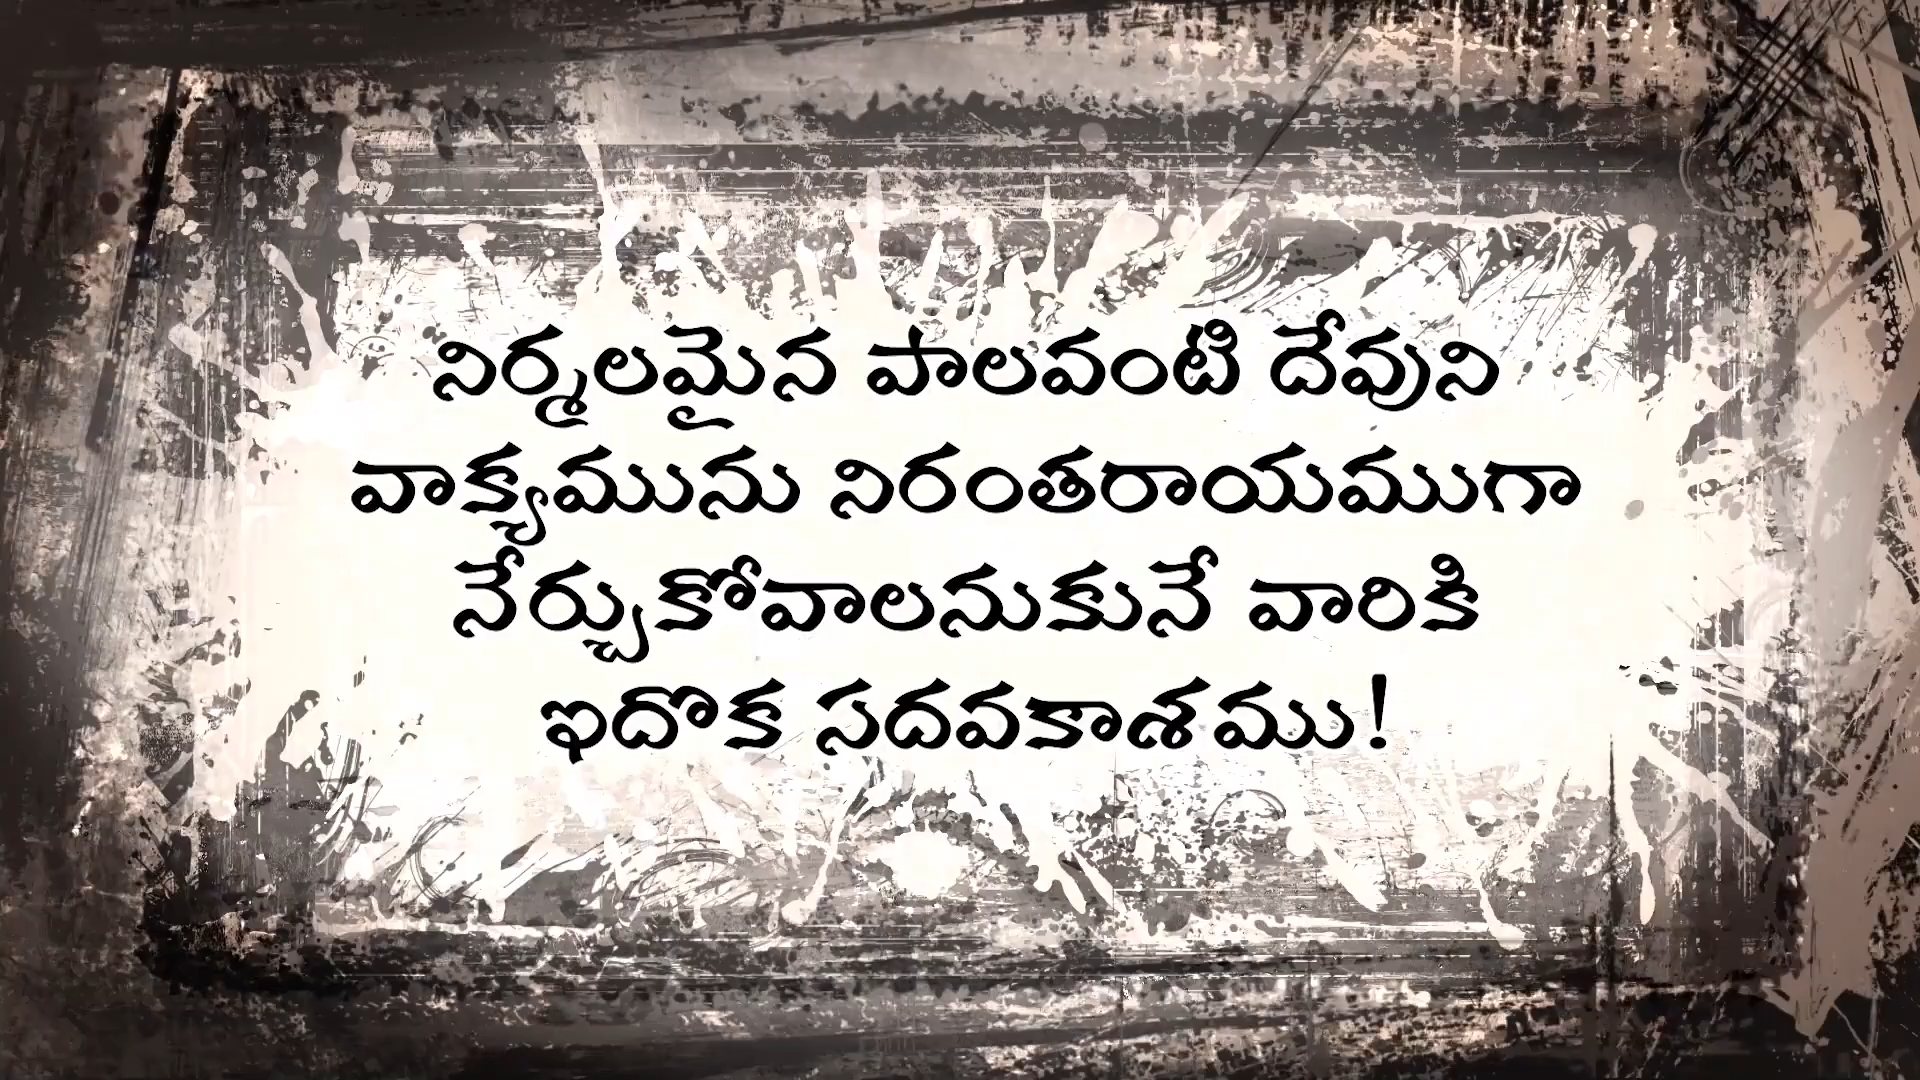 నిర్మలమైన పాలవంటి దేవుని
వాక్యమును నిరంతరాయముగా
నేర్చుకోవాలనుకునే వారికి
ఇదొక సదవకాశము!